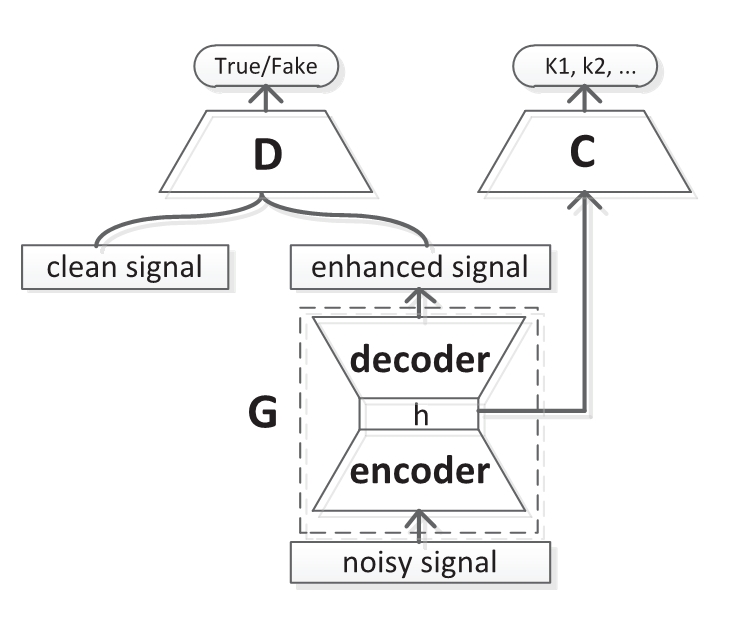 True/Fake
K1, k2, ...
D
C
clean signal
enhanced signal
decoder
G
h
encoder
noisy signal